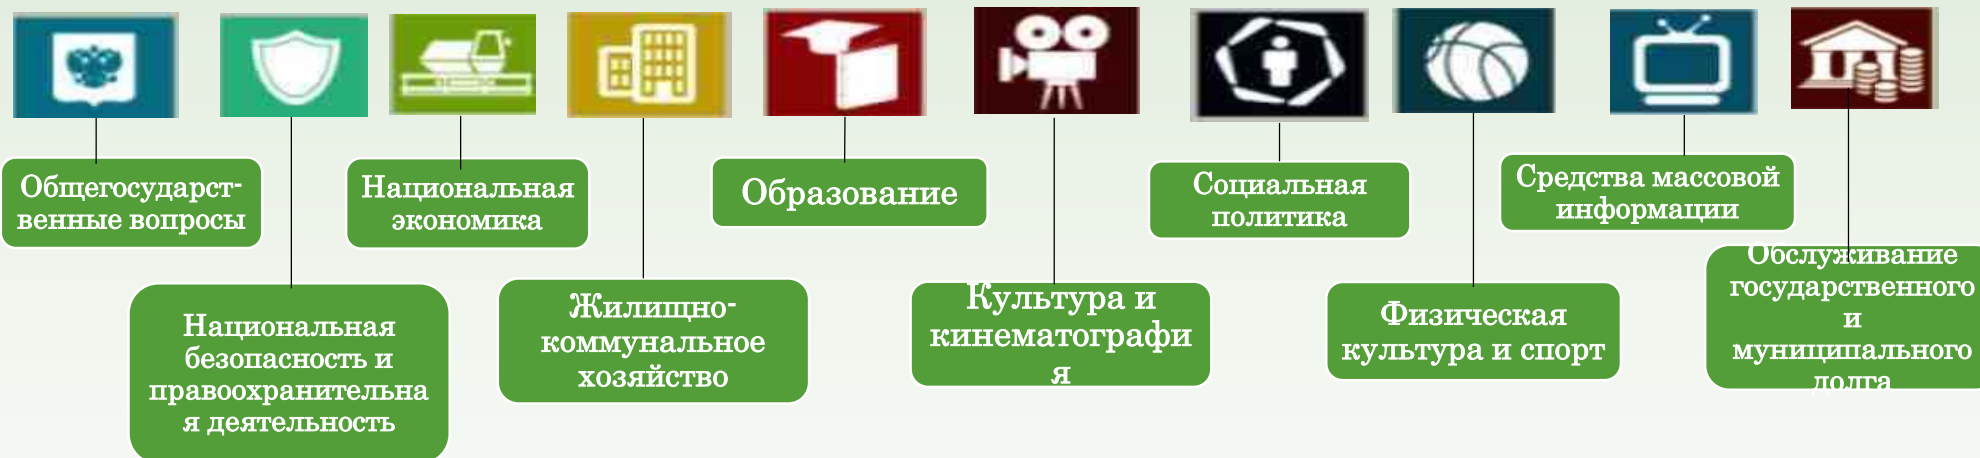 Общегосударст-
венные вопросы
Национальная
безопасность и
правоохранительна
я деятельность
Национальная
экономика
Жилищно-
коммунальное
хозяйство
Образование
Культура и
кинематографи
я
Социальная
политика
Физическая
культура и спорт
Средства массовой
информации
Обслуживание
государственного
и
муниципального
долга